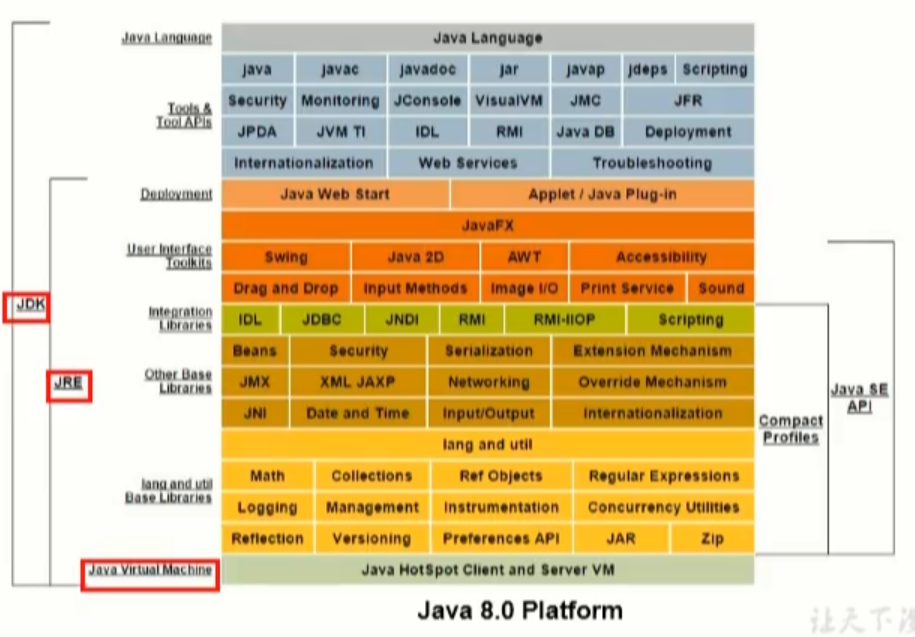 Java Language Java Language
java javac javadoc jar javap jdeps Scripting
Security Monitoring JConsole VisualVM JMC JFR
Tools &
Tool APIs
JPDA JVM TI IDL RMI Java DB Deployment
Internationalization Web Services Troubleshooting
Deployment Java Web Start Applet / Java Plug-in
JavaFX
User Interface
Toolkits
Swing Java 2D AWT Accessibility
Drag and Drop Input Methods Image I/O Print Service Sound
JDK
Integration
Libraries
IDL JDBC JNDI RMI RMI-IIOP Scripting
Beans Security Serialization Extension Mechanism
JRE
Other Base
Libraries
JMX XML JAXP Networking Override Mechanism
Java SE
API
JNI Date and Time Input/Output Internationalization
Compact
Profiles
lang and util
Math Collections Ref Objects Regular Expressions
lang and util
Base Libraries
Logging Management Instrumentation Concurrency Utilities
Reflection Versioning Preferences API JAR Zip
Java Virtual Machine Java HotSpot Client and Server VM
Java 8.0 Platform
让天下